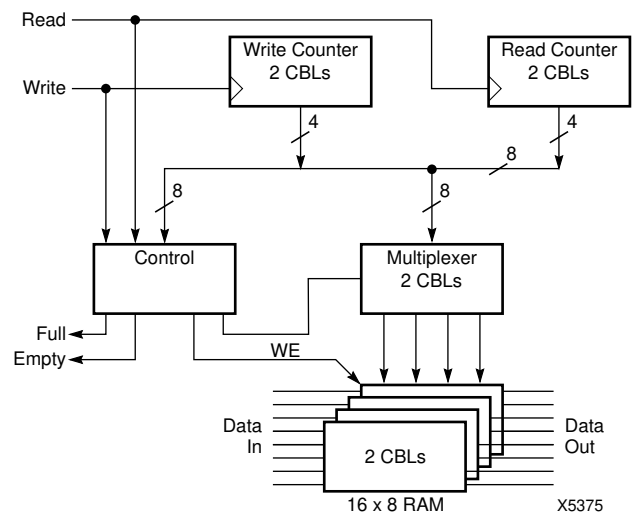 Read
Write Counter
2 CBLs
Read Counter
2 CBLs
Write
4
4
8
8
8
Control
Multiplexer
2 CBLs
Full
Empty
WE
Data
In
Data
Out
2 CBLs
16 x 8 RAM
X5375